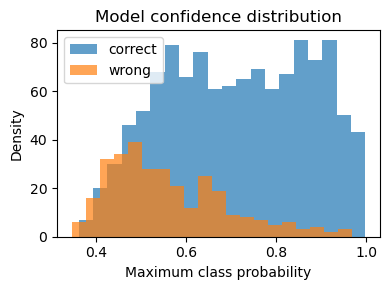 Model confidence distribution
correct
wrong
80
60
40
20
0
Density
0.4
0.6
0.8
1.0
Maximum class probability